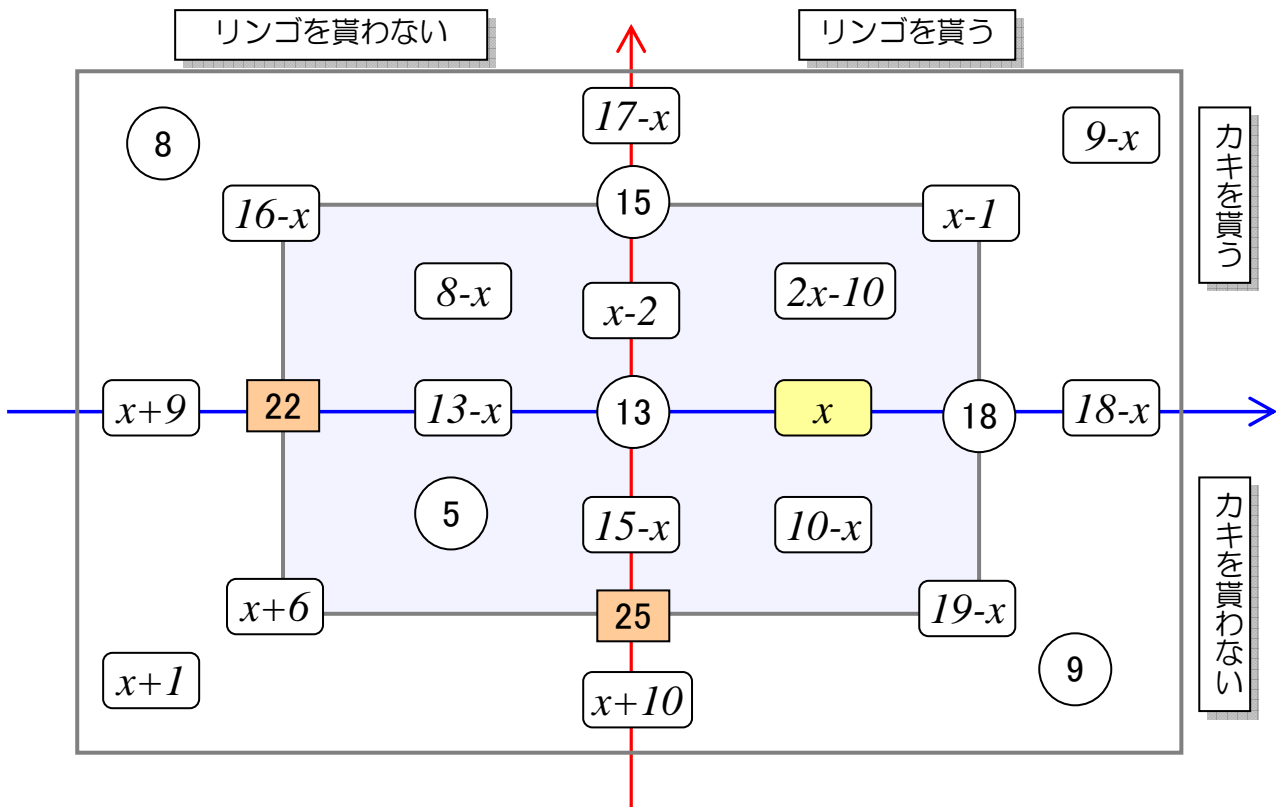 リンゴを貰わない
リンゴを貰う
17-x
8
9-x
カキを貰う
16-x
15
x-1
8-x
x-2
2x-10
x+9
22
13-x
13
x
18
18-x
5
15-x
10-x
カキを貰わない
x+6
25
19-x
x+1
x+10
9